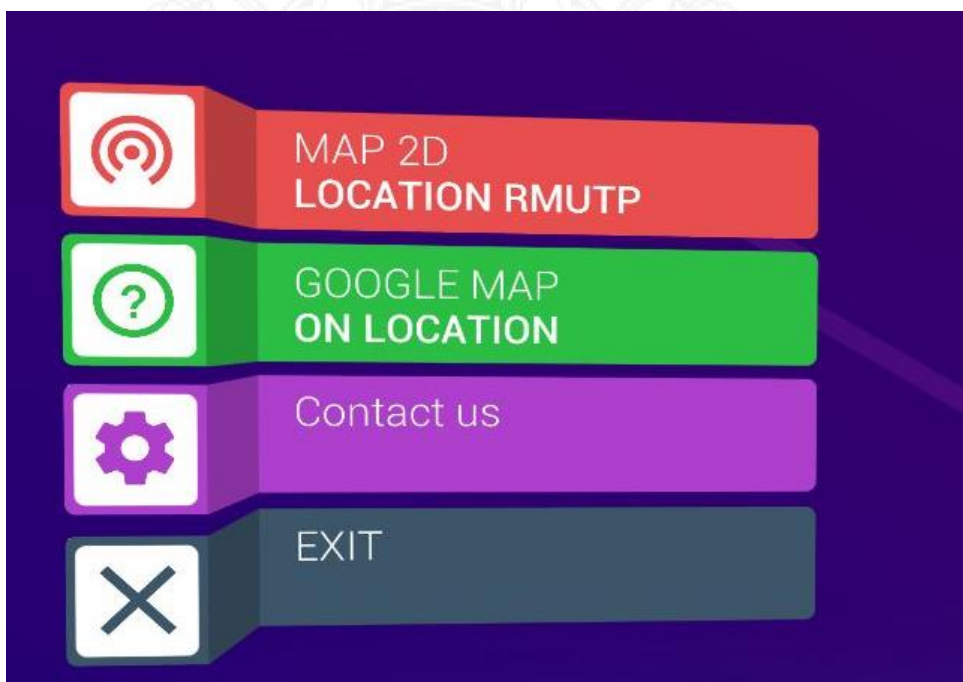 MAP 2D
LOCATION RMUTP
GOOGLE MAP
ON LOCATION
Contact us
EXIT